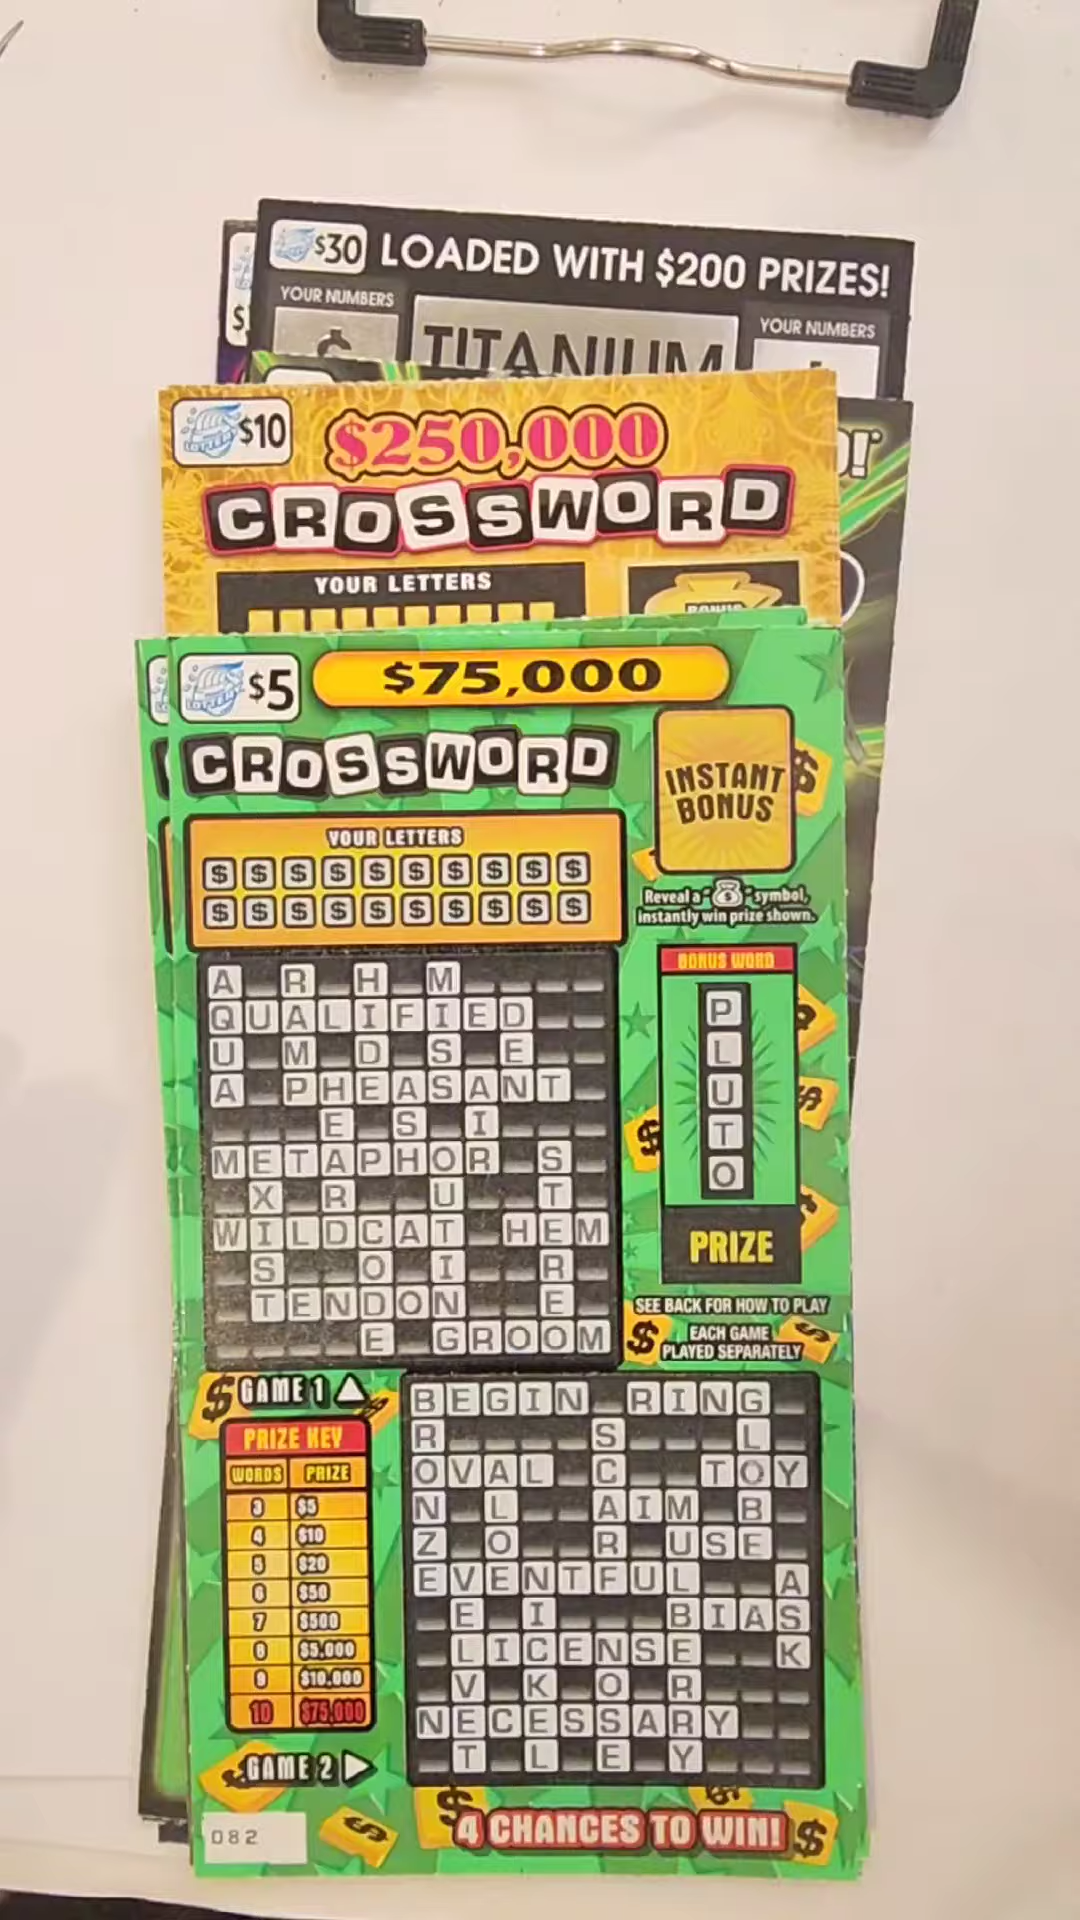 $30 LOADED WITH $200 PRIZES!
YOUR NUMBERS
YOUR NUMBERS
TITANIUM
LOTTERY $10 $250,000
CROSSWORD
YOUR LETTERS
BONUS
LOTTERY $5 $75,000
CROSSWORD
INSTANT
BONUS
YOUR LETTERS
$ $ $ $ $ $ $ $ $ $
$ $ $ $ $ $ $ $ $ $
Reveal a "$" symbol,
instantly win prize shown.
BONUS WORD
P
L
U
T
O
PRIZE
A R H M
QUALIFIED
U M D S E
A PHEASANT
E S I
METAPHOR S
X R U T
WILDCAT HEM
S O I R
TENDON E
E GROOM
SEE BACK FOR HOW TO PLAY
EACH GAME
PLAYED SEPARATELY
GAME 1
PRIZE KEY
WORDS PRIZE
3 $5
4 $10
5 $20
6 $50
7 $500
8 $5,000
9 $10,000
10 $75,000
GAME 2
BEGIN RING
R S L
OVAL C TOY
N L AIM B
Z O R USE
EVENTFUL A
E I BIAS
LICENSE K
V K O R
NECESSARY
T L E Y
082
4 CHANCES TO WIN!